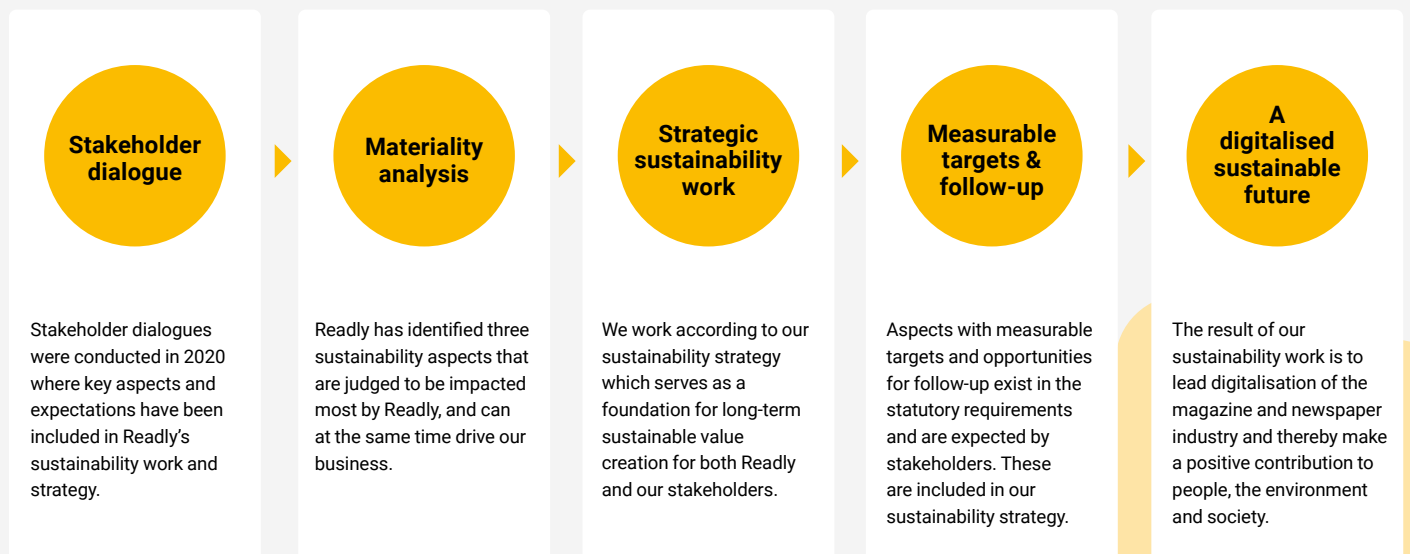 Stakeholder
dialogue
Stakeholder dialogues
were conducted in 2020
where key aspects and
expectations have been
included in Readly’s
sustainability work and
strategy.
Materiality
analysis
Readly has identified three
sustainability aspects that
are judged to be impacted
most by Readly, and can
at the same time drive our
business.
Strategic
sustainability
work
We work according to our
sustainability strategy
which serves as a
foundation for long-term
sustainable value
creation for both Readly
and our stakeholders.
Measurable
targets &
follow-up
Aspects with measurable
targets and opportunities
for follow-up exist in the
statutory requirements
and are expected by
stakeholders. These
are included in our
sustainability strategy.
A
digitalised
sustainable
future
The result of our
sustainability work is to
lead digitalisation of the
magazine and newspaper
industry and thereby make
a positive contribution to
people, the environment
and society.